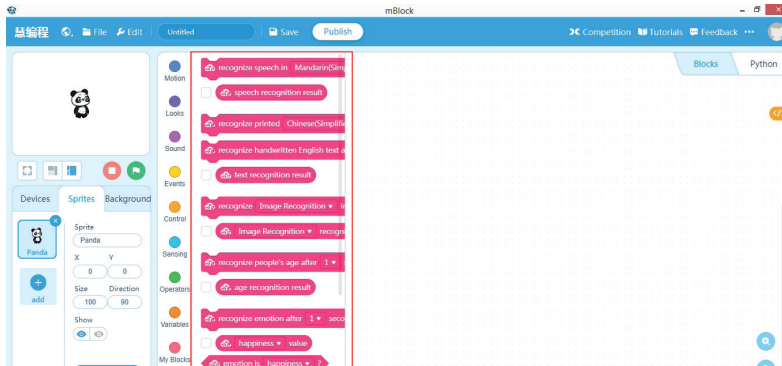 mBlock
慧编程 File Edit Untitled Save Publish Competition Tutorials Feedback
Blocks Python
Motion
Looks
Sound
Events
Control
Sensing
Operators
Variables
My Blocks
recognize speech in Mandarin(Sim
speech recognition result
recognize printed Chinese(Simplifi
recognize handwritten English text a
text recognition result
recognize Image Recognition i
Image Recognition recogn
recognize people's age after 1
age recognition result
recognize emotion after 1 seco
happiness value
emotion is happiness ?
Devices Sprites Background
Panda
add
Sprite
Panda
X Y
0 0
Size Direction
100 90
Show